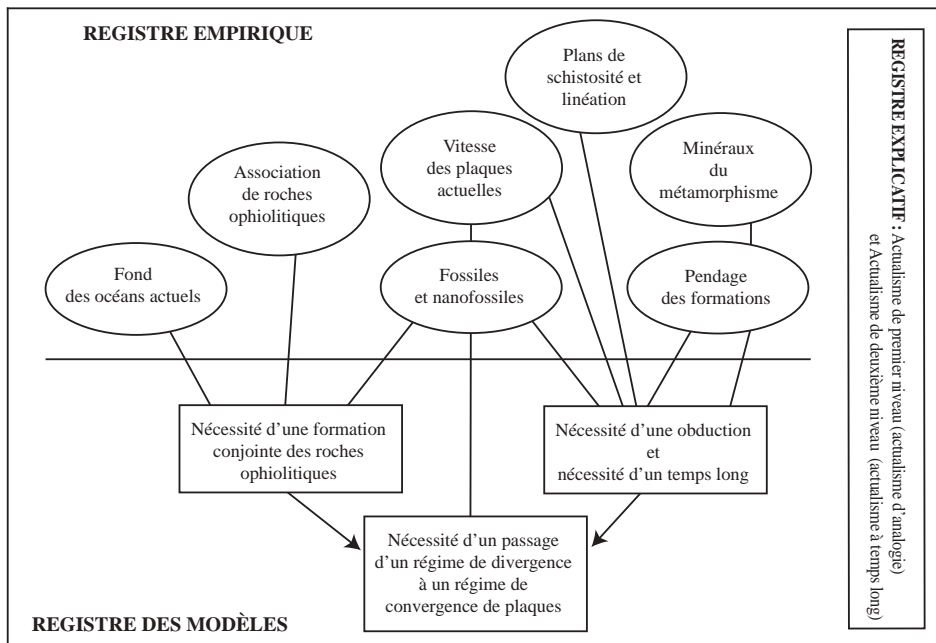 REGISTRE EMPIRIQUE
Plans de
schistosité et
linéation
Vitesse
des plaques
actuelles
Minéraux
du
métamorphisme
Association
de roches
ophiolitiques
Fond
des océans actuels
Fossiles
et nanofossiles
Pendage
des formations
Nécessité d’une formation
conjointe des roches
ophiolitiques
Nécessité d’une obduction
et
nécessité d’un temps long
Nécessité d’un passage
d’un régime de divergence
à un régime de
convergence de plaques
REGISTRE DES MODÈLES
REGISTRE EXPLICATIF : Actualisme de premier niveau (actualisme d’analogie)
et Actualisme de deuxième niveau (actualisme à temps long)